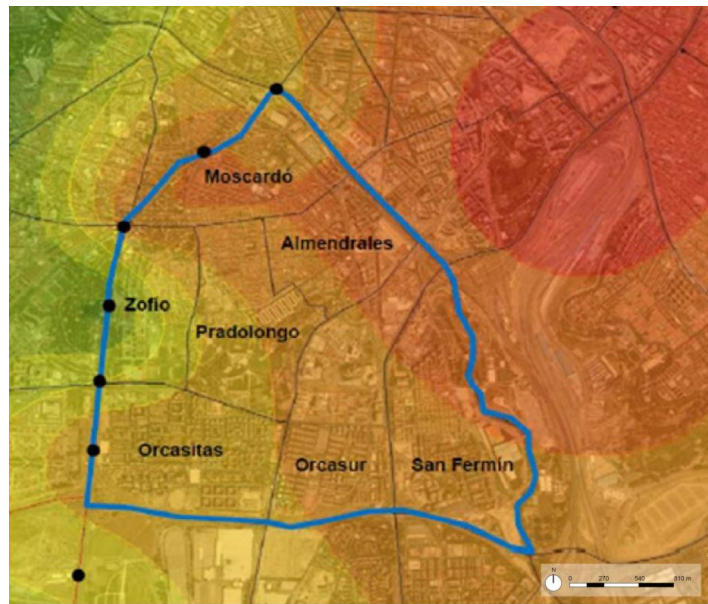 Moscardó
Almendrales
Zofío
Pradolongo
Orcasitas
Orcasur
San Fermín
N
0 270 540 810 m